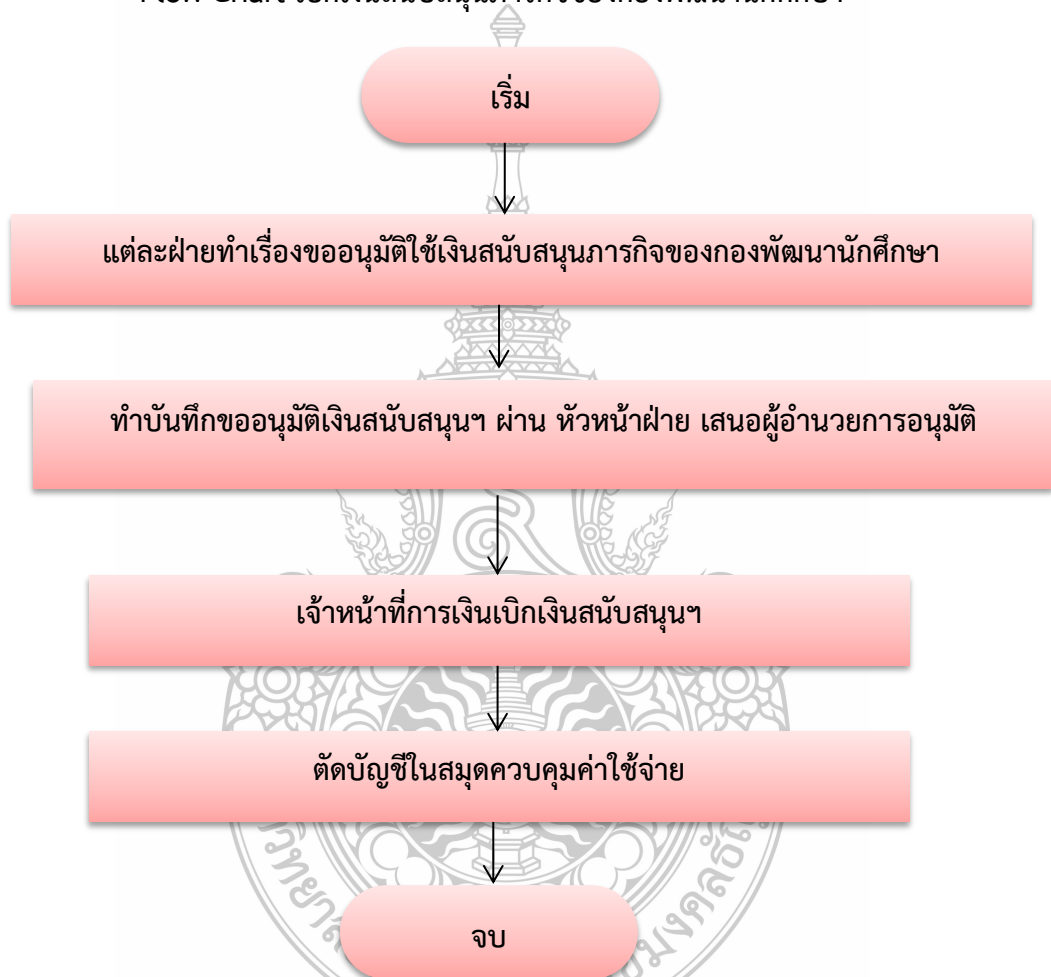 Flow Chart
เริ่ม
แต่ละฝ่ายทำเรื่องขออนุมัติใช้เงินสนับสนุนภารกิจของกองพัฒนานักศึกษา
ทำบันทึกขออนุมัติเงินสนับสนุนฯ ผ่าน หัวหน้าฝ่าย เสนอผู้อำนวยการอนุมัติ
เจ้าหน้าที่การเงินเบิกเงินสนับสนุนฯ
ตัดบัญชีในสมุดควบคุมค่าใช้จ่าย
จบ